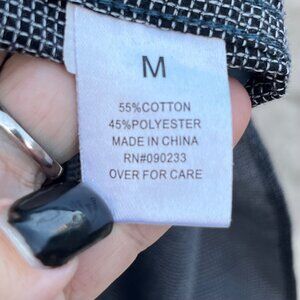 M
55%COTTON
45%POLYESTER
MADE IN CHINA
RN#090233
OVER FOR CARE